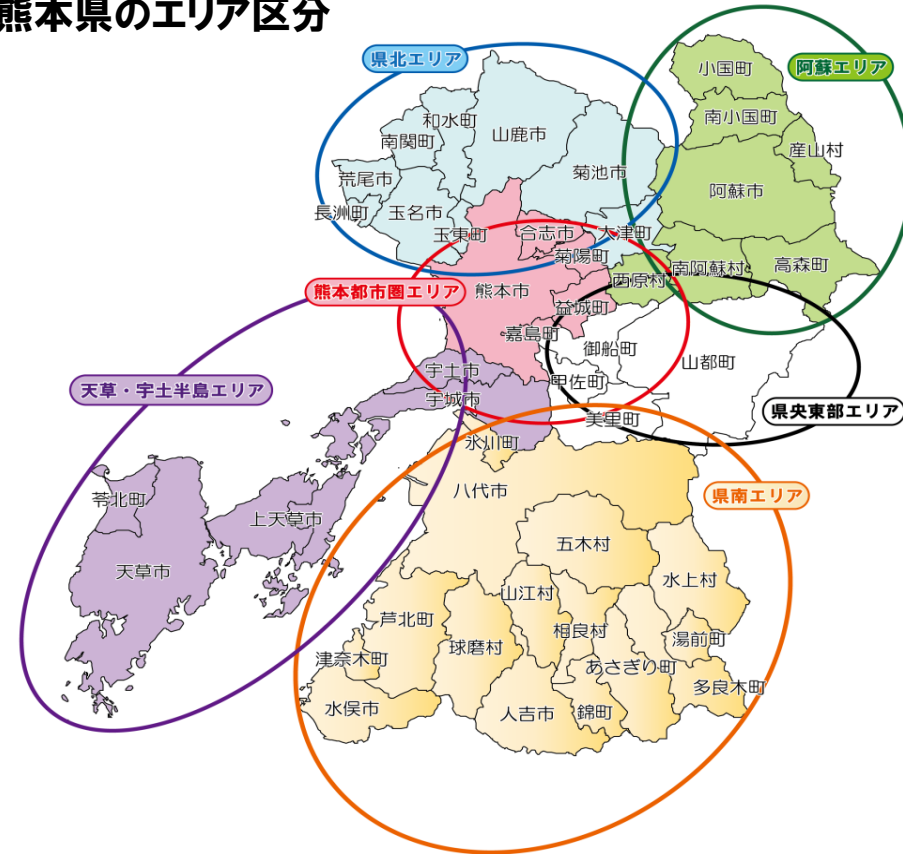 熊本県のエリア区分
県北エリア
阿蘇エリア
小国町
南小国町
産山村
和水町
南関町
山鹿市
菊池市
荒尾市
阿蘇市
長洲町
玉名市
玉東町
合志市
大津町
菊陽町
南阿蘇村
高森町
西原村
熊本都市圏エリア
熊本市
益城町
嘉島町
御船町
山都町
宇土市
甲佐町
天草・宇土半島エリア
宇城市
県央東部エリア
美里町
氷川町
八代市
県南エリア
苓北町
上天草市
五木村
天草市
水上村
山江村
芦北町
相良村
湯前町
球磨村
津奈木町
あさぎり町
多良木町
水俣市
人吉市
錦町